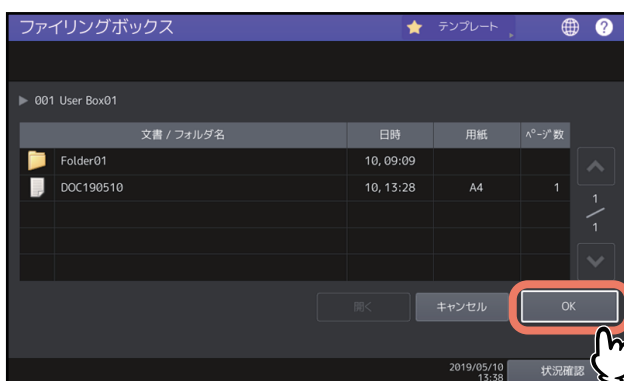 ファイリングボックス
テンプレート
?
001 User Box01
文書 / フォルダ名 日時 用紙 ページ数
Folder01 10, 09:09
DOC190510 10, 13:28 A4 1
1
1
開く キャンセル OK
2019/05/10
13:38
状況確認